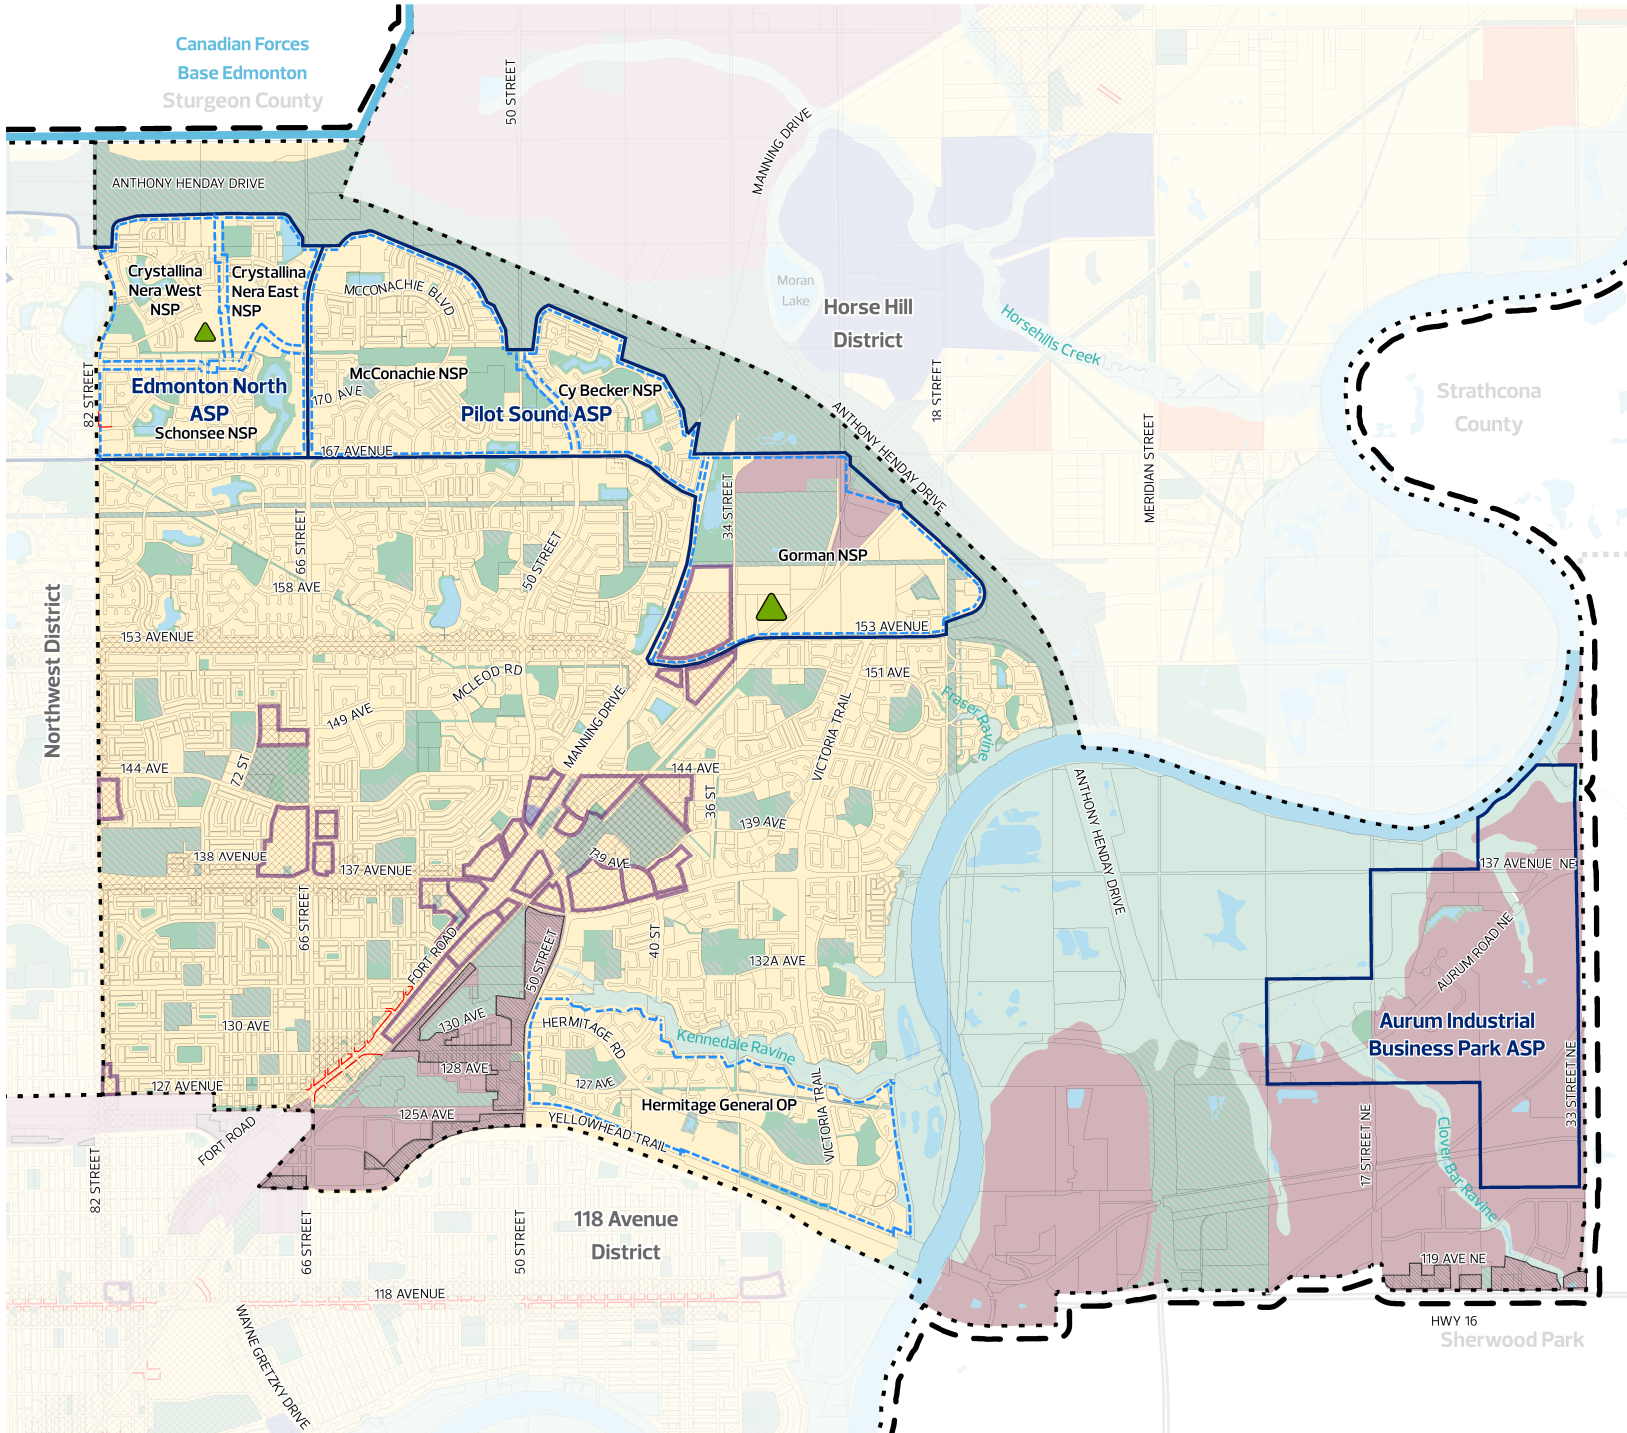 Canadian Forces
Base Edmonton
Sturgeon County
50 STREET
MANNING DRIVE
ANTHONY HENDAY DRIVE
Crystallina
Nera West
NSP
Crystallina
Nera East
NSP
MCCONACHIE BLVD
Moran
Lake
Horse Hill
District
Horsehills Creek
Strathcona
County
82 STREET
Edmonton North
ASP
Schonsee NSP
McConachie NSP
170 AVE
Cy Becker NSP
Pilot Sound ASP
167 AVENUE
18 STREET
ANTHONY HENDAY DRIVE
MERIDIAN STREET
34 STREET
66 STREET
50 STREET
Gorman NSP
158 AVE
153 AVENUE
153 AVENUE
Northwest District
MCLEOD RD
151 AVE
Fraser Ravine
149 AVE
MANNING DRIVE
VICTORIA TRAIL
144 AVE
72 ST
144 AVE
36 ST
139 AVE
ANTHONY HENDAY DRIVE
138 AVENUE
137 AVENUE
139 AVE
137 AVENUE NE
66 STREET
FORT ROAD
50 STREET
40 ST
132A AVE
AURUM ROAD NE
130 AVE
130 AVE
HERMITAGE RD
Kennedale Ravine
Aurum Industrial
Business Park ASP
33 STREET NE
128 AVE
127 AVENUE
127 AVE
VICTORIA TRAIL
Hermitage General OP
125A AVE
YELLOWHEAD TRAIL
FORT ROAD
17 STREET NE
Clover Bar Ravine
82 STREET
66 STREET
50 STREET
118 Avenue
District
119 AVE NE
118 AVENUE
WAYNE GRETZKY DRIVE
HWY 16
Sherwood Park